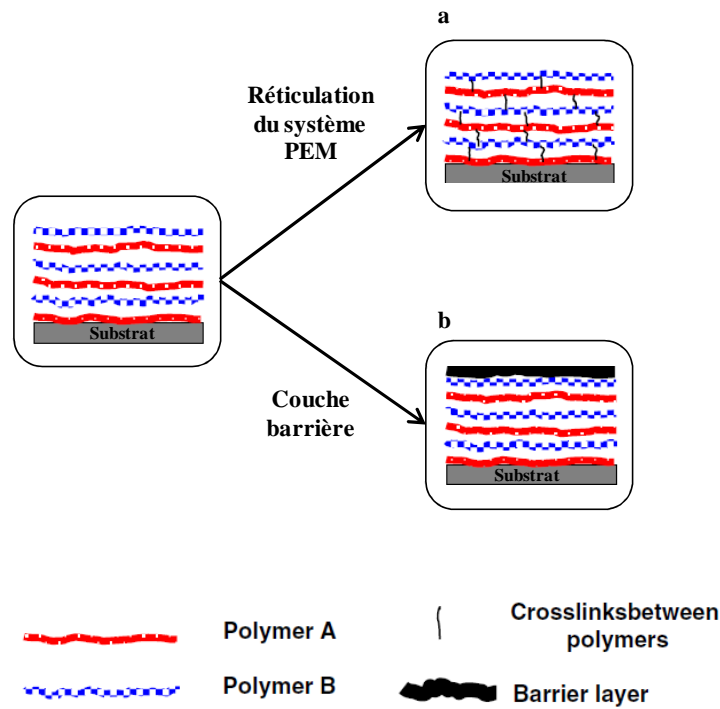 a
Réticulation
du système
PEM
Substrat
Substrat
b
Couche
barrière
Substrat
Polymer A
Crosslinksbetween
polymers
Polymer B
Barrier layer